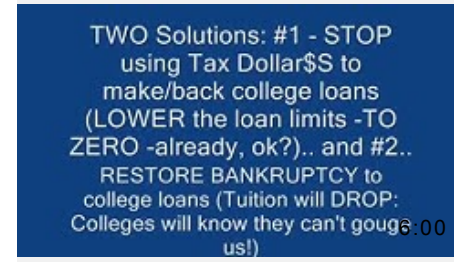 TWO Solutions: #1 - STOP
using Tax Dollar$S to
make/back college loans
(LOWER the loan limits -TO
ZERO -already, ok?).. and #2..
RESTORE BANKRUPTCY to
college loans (Tuition will DROP:
Colleges will know they can't gouge
us!)
6:00